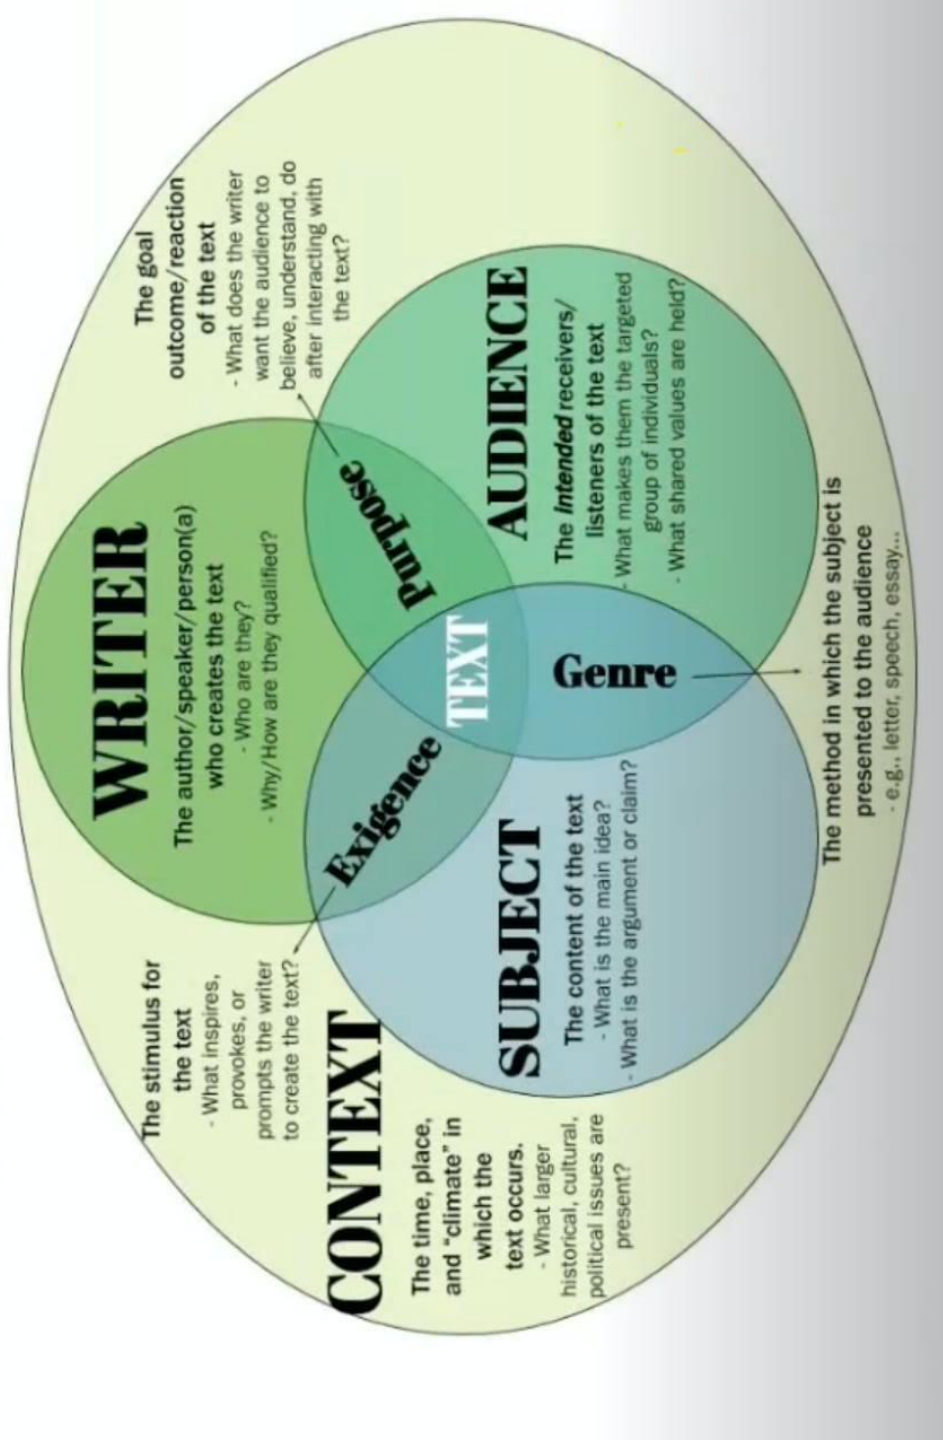 WRITER
The author/speaker/person(a)
who creates the text
- Who are they?
- Why/How are they qualified?
The goal
outcome/reaction
of the text
- What does the writer
want the audience to
believe, understand, do
after interacting with
the text?
The stimulus for
the text
- What inspires,
provokes, or
prompts the writer
to create the text?
Exigence
Purpose
TEXT
Genre
CONTEXT
The time, place,
and "climate" in
which the
text occurs.
- What larger
historical, cultural,
political issues are
present?
SUBJECT
The content of the text
- What is the main idea?
- What is the argument or claim?
AUDIENCE
The Intended receivers/
listeners of the text
- What makes them the targeted
group of individuals?
- What shared values are held?
The method in which the subject is
presented to the audience
- e.g., letter, speech, essay...